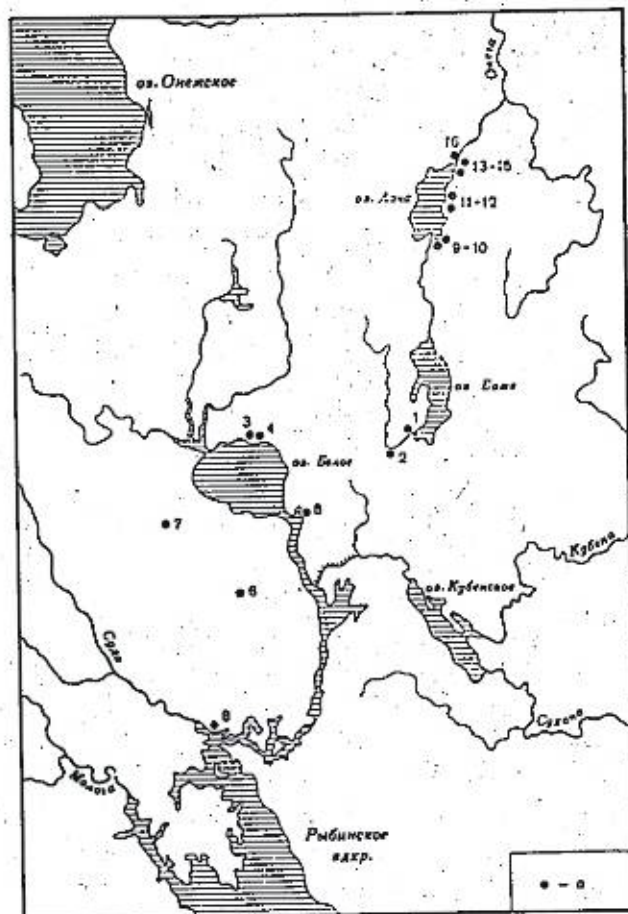 оз. Онежское
Онега
16
13-15
оз. Лача
11-12
9-10
оз. Воже
1
3 4
2
оз. Белое
5
7
Кубена
6
оз. Кубенское
Суда
Сухона
8
Молога
Рыбинское
вдхр.
- а